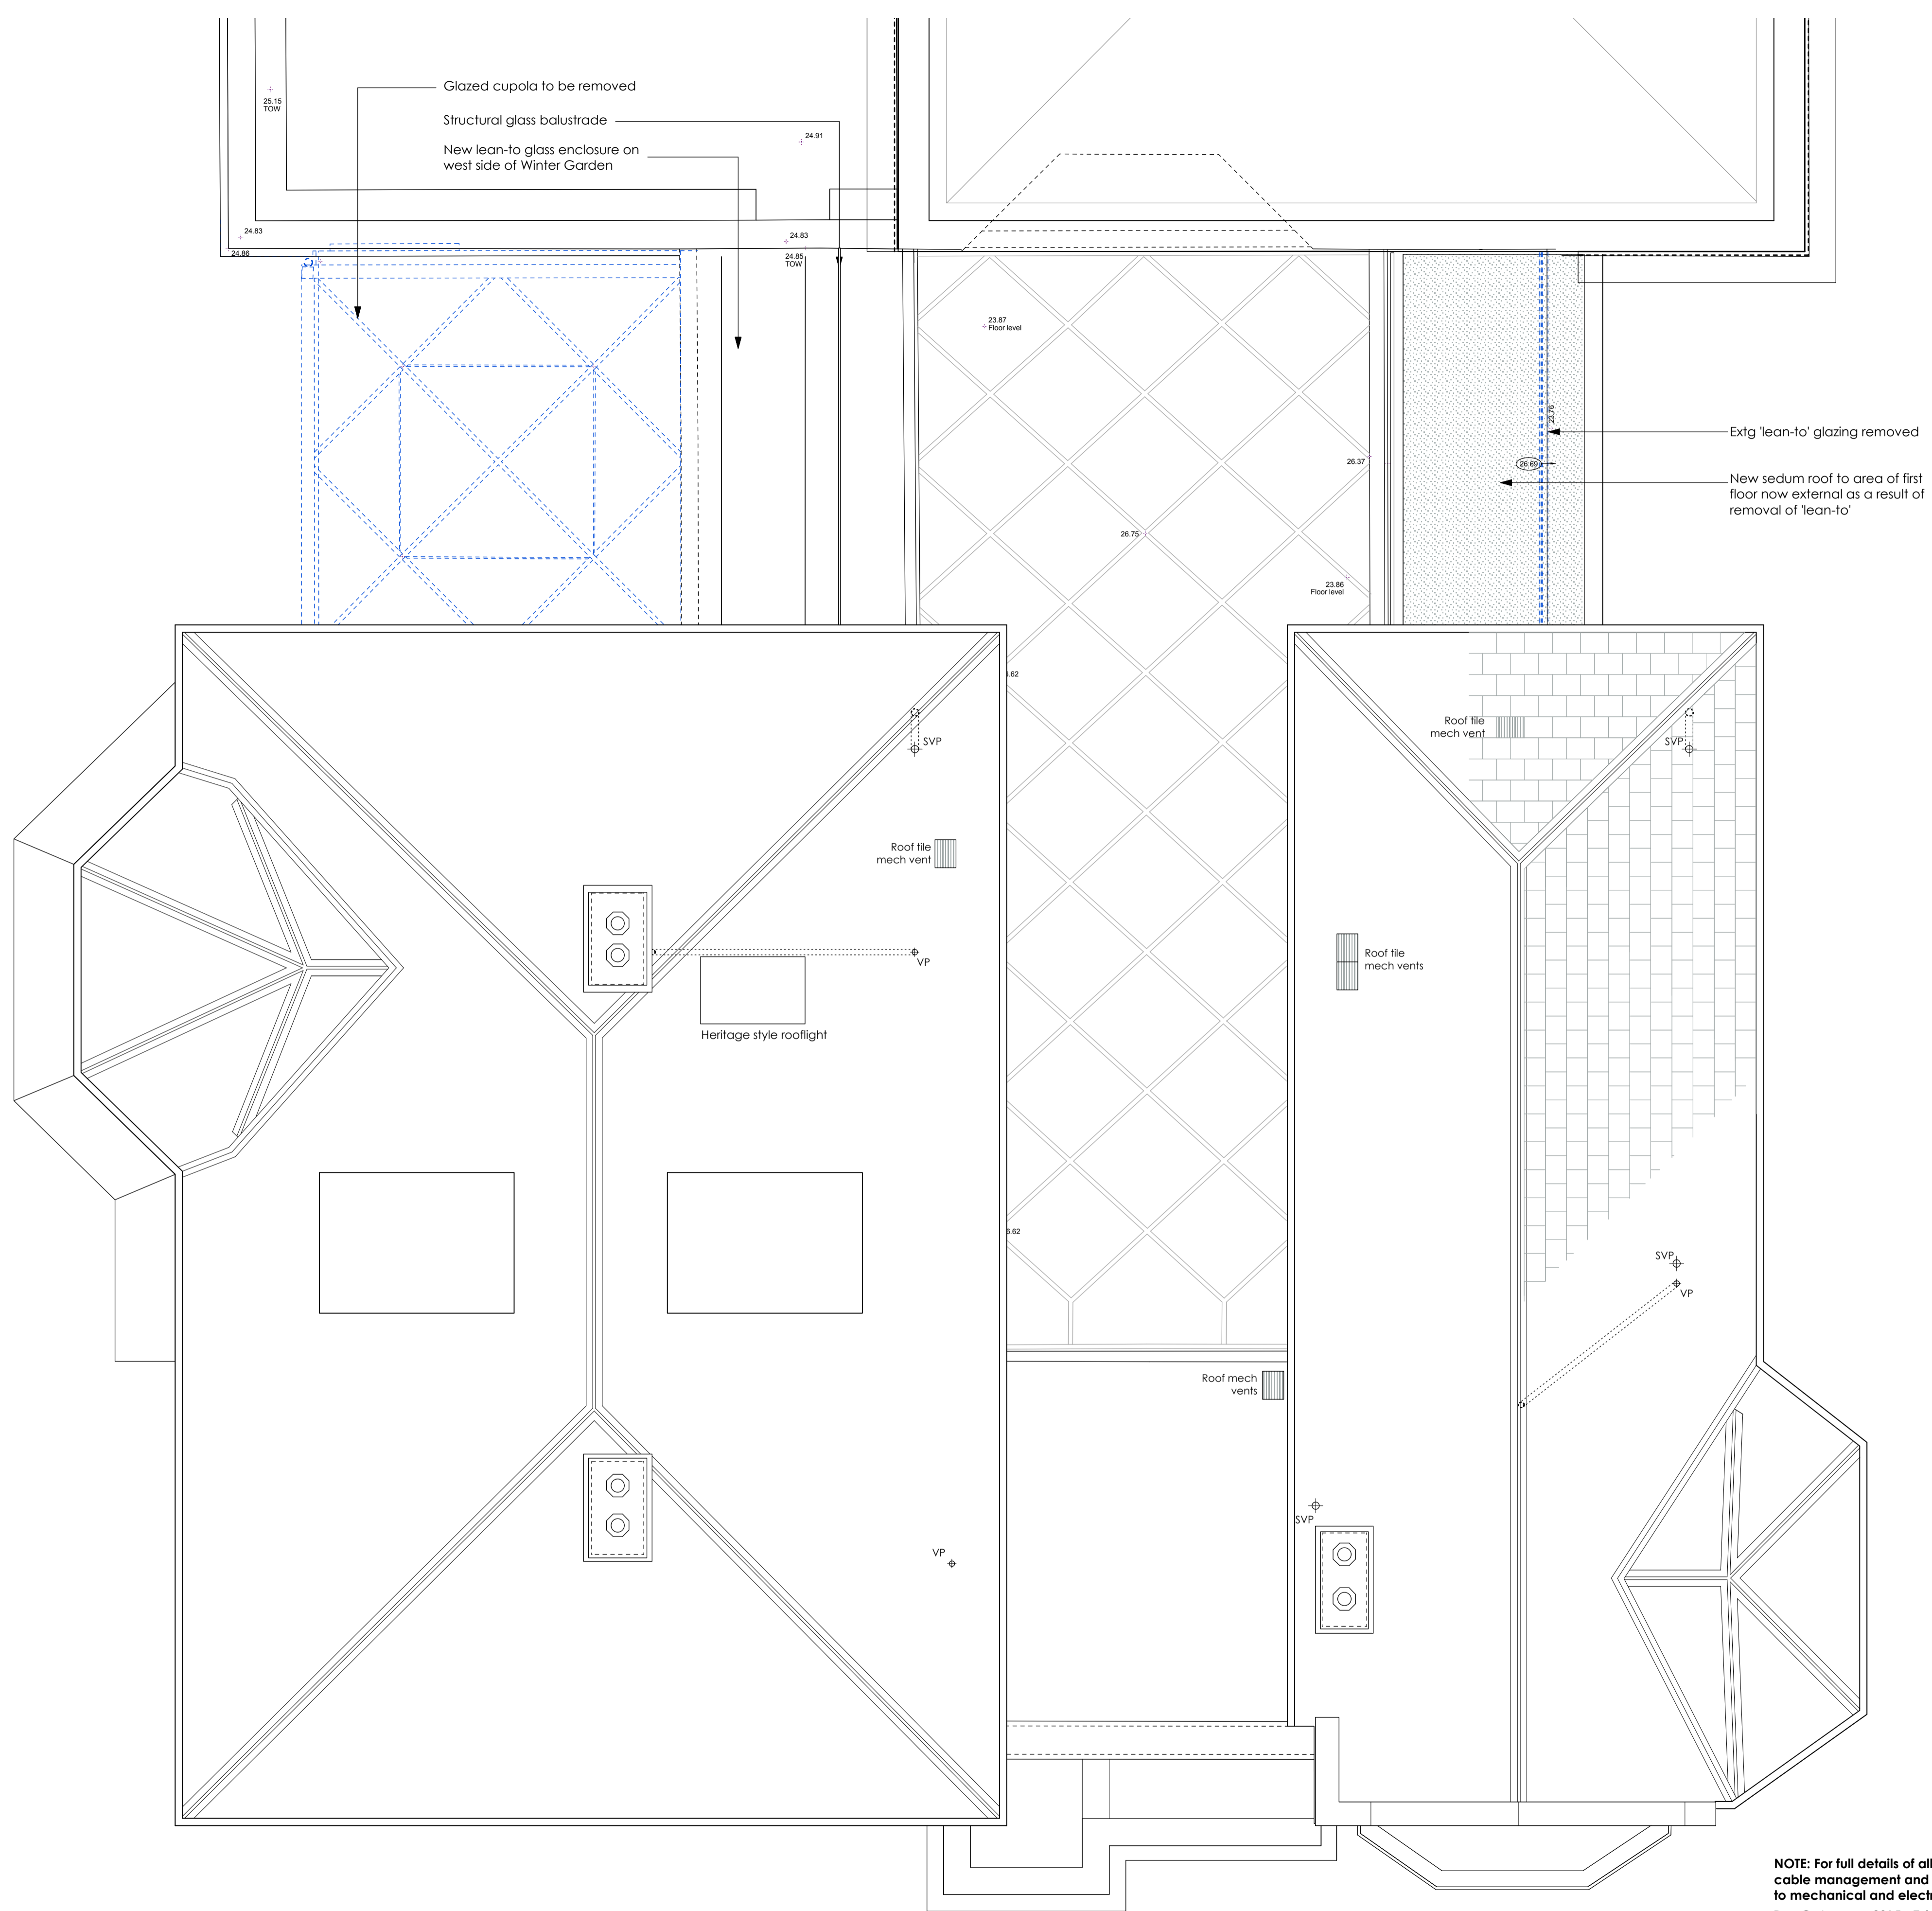 Glazed cupola to be removed
Structural glass balustrade
New lean-to glass enclosure on
west side of Winter Garden
25.15
TOW
24.91
24.83
24.86
24.83
24.85
TOW
23.87
Floor level
23.76
Extg 'lean-to' glazing removed
26.37
26.69
New sedum roof to area of first
floor now external as a result of
removal of 'lean-to'
26.75
23.86
Floor level
.62
SVP
Roof tile
mech vent
SVP
Roof tile
mech vent
VP
Roof tile
mech vents
Heritage style rooflight
6.62
SVP
VP
Roof mech
vents
SVP
VP
NOTE: For full details of all
cable management and
to mechanical and elect